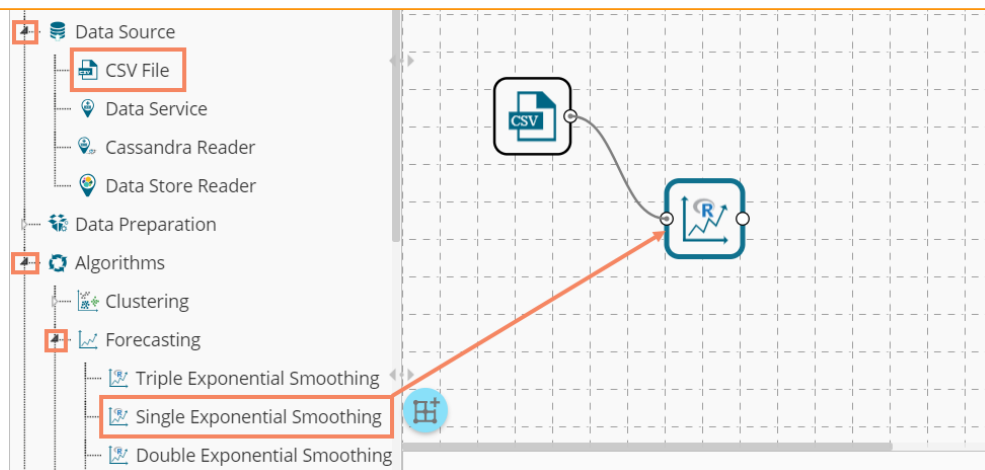 Data Source
CSV File
Data Service
Cassandra Reader
Data Store Reader
Data Preparation
Algorithms
Clustering
Forecasting
Triple Exponential Smoothing
Single Exponential Smoothing
Double Exponential Smoothing
CSV
R